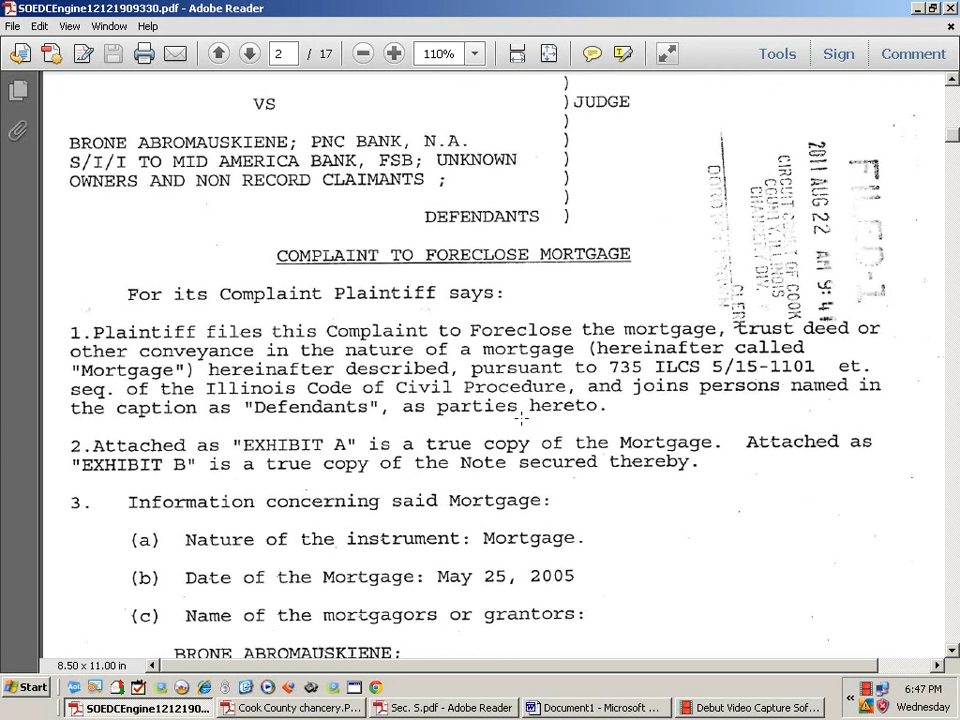 SOEDCEngine12121909330.pdf - Adobe Reader
File Edit View Window Help
2 / 17 110% Tools Sign Comment
VS
) JUDGE
BRONE ABROMAUSKIENE; PNC BANK, N.A.
S/I/I TO MID AMERICA BANK, FSB; UNKNOWN
OWNERS AND NON RECORD CLAIMANTS ;
DEFENDANTS )
FILED-1
2011 AUG 22 AM 9:4
CIRCUIT COURT OF COOK
COUNTY, ILLINOIS
CHANCERY DIV.
CLERK
COMPLAINT TO FORECLOSE MORTGAGE
For its Complaint Plaintiff says:
1.Plaintiff files this Complaint to Foreclose the mortgage, trust deed or
other conveyance in the nature of a mortgage (hereinafter called
"Mortgage") hereinafter described, pursuant to 735 ILCS 5/15-1101 et.
seq. of the Illinois Code of Civil Procedure, and joins persons named in
the caption as "Defendants", as parties hereto.
2.Attached as "EXHIBIT A" is a true copy of the Mortgage. Attached as
"EXHIBIT B" is a true copy of the Note secured thereby.
3. Information concerning said Mortgage:
(a) Nature of the instrument: Mortgage.
(b) Date of the Mortgage: May 25, 2005
(c) Name of the mortgagors or grantors:
BRONE ABROMAUSKIENE;
8.50 x 11.00 in
Start
6:47 PM
SOEDCEngine1212190... Cook County chancery.P... Sec. S.pdf - Adobe Reader Document1 - Microsoft ... Debut Video Capture Sof... Wednesday